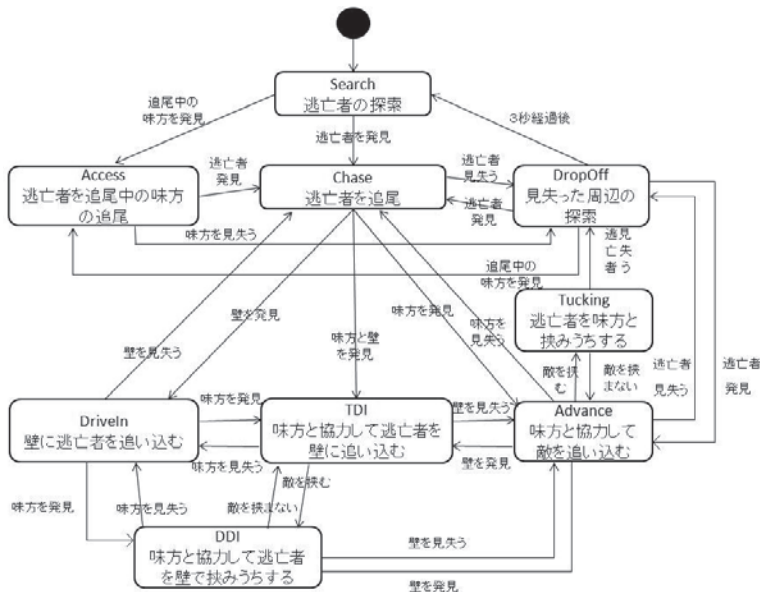 Search
逃亡者の探索
追尾中の
味方を発見
3秒経過後
逃亡者を発見
Access
逃亡者を追尾中の味方
の追尾
逃亡者
発見
Chase
逃亡者を追尾
逃亡者
見失う
逃亡者
発見
DropOff
見失った周辺の
探索
味方を見失う
追尾中の
味方を発見
逃見
亡失
者う
Tucking
逃亡者を味方と
挟みうちする
壁を見失う
壁を発見
味方と壁
を発見
味方を発見
味方を
見失う
敵を挟
む
敵を挟
まない
逃亡者
見失う
逃亡者
発見
DriveIn
壁に逃亡者を追い込む
味方を発見
味方を見失う
TDI
味方と協力して逃亡者を
壁に追い込む
壁を見失う
壁を発見
Advance
味方と協力して
敵を追い込む
味方を発見
味方を見失う
敵を挟まない
敵を挟む
DDI
味方と協力して逃亡者
を壁で挟みうちする
壁を見失う
壁を発見